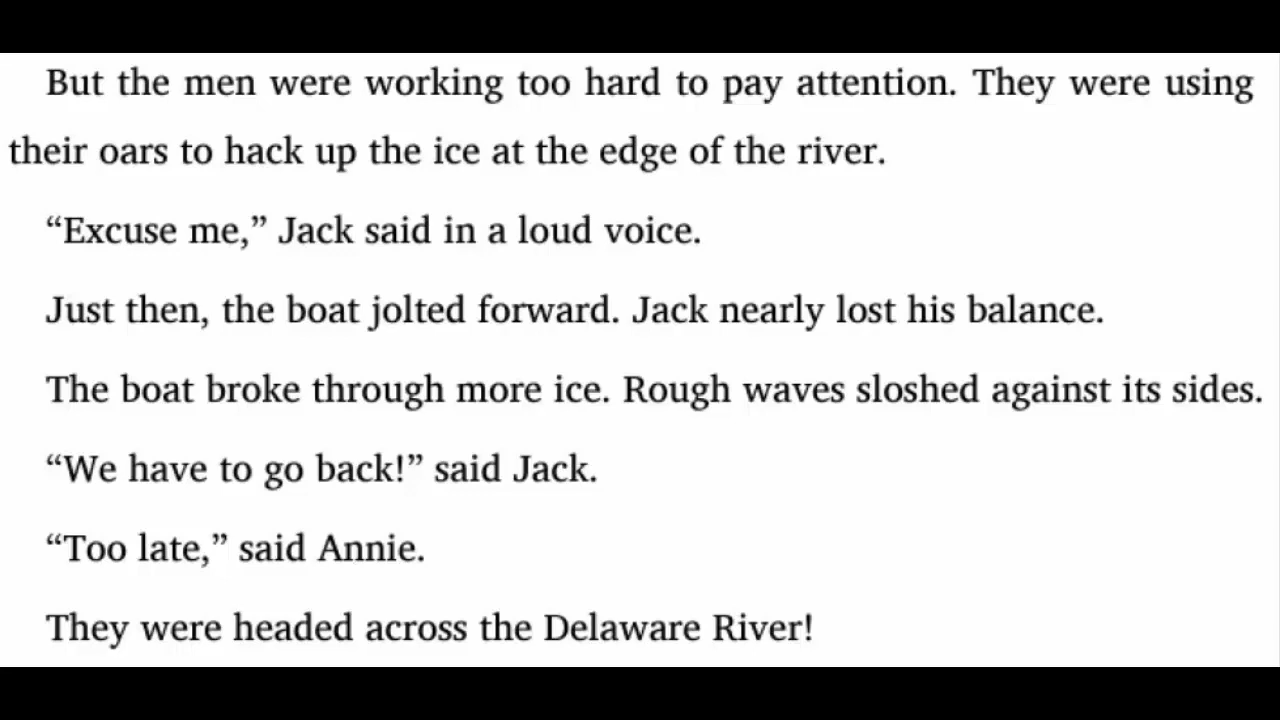 But the men were working too hard to pay attention. They were using
their oars to hack up the ice at the edge of the river.
“Excuse me,” Jack said in a loud voice.
Just then, the boat jolted forward. Jack nearly lost his balance.
The boat broke through more ice. Rough waves sloshed against its sides.
“We have to go back!” said Jack.
“Too late,” said Annie.
They were headed across the Delaware River!